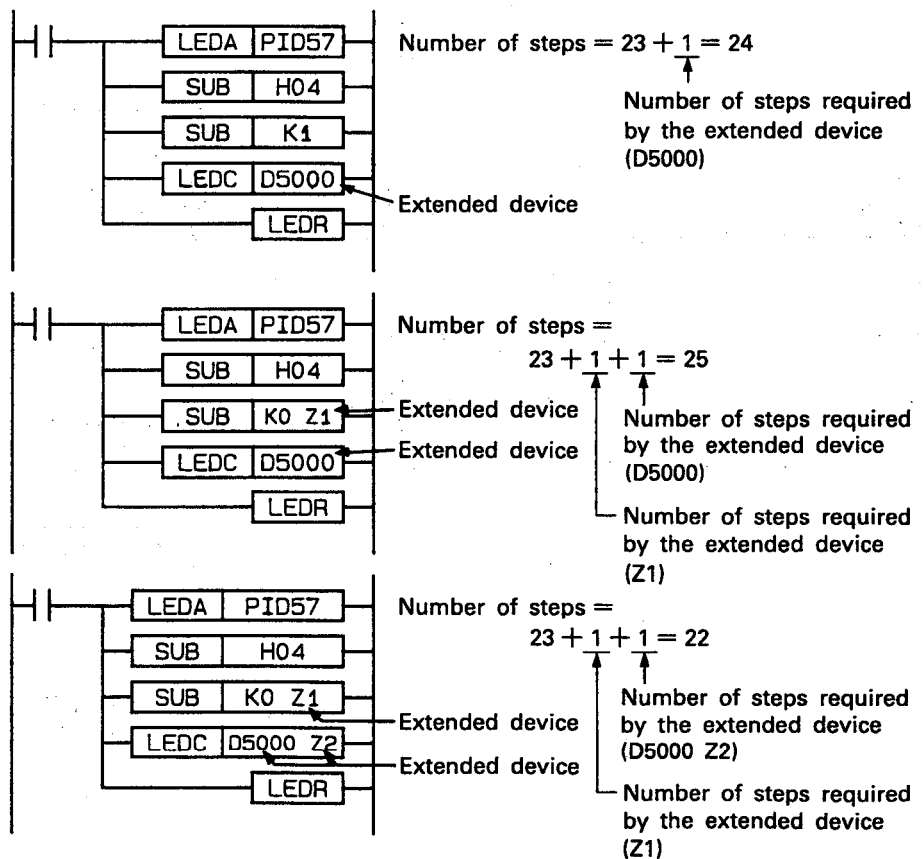 LEDA PID57
Number of steps = 23 + 1 = 24
SUB H04
Number of steps required
by the extended device
(D5000)
SUB K1
LEDC D5000
Extended device
LEDR
LEDA PID57
Number of steps =
23 + 1 + 1 = 25
SUB H04
SUB K0 Z1
Extended device
Number of steps required
by the extended device
(D5000)
LEDC D5000
Extended device
LEDR
Number of steps required
by the extended device
(Z1)
LEDA PID57
Number of steps =
23 + 1 + 1 = 22
SUB H04
SUB K0 Z1
Extended device
Number of steps required
by the extended device
(D5000 Z2)
LEDC D5000 Z2
Extended device
LEDR
Number of steps required
by the extended device
(Z1)